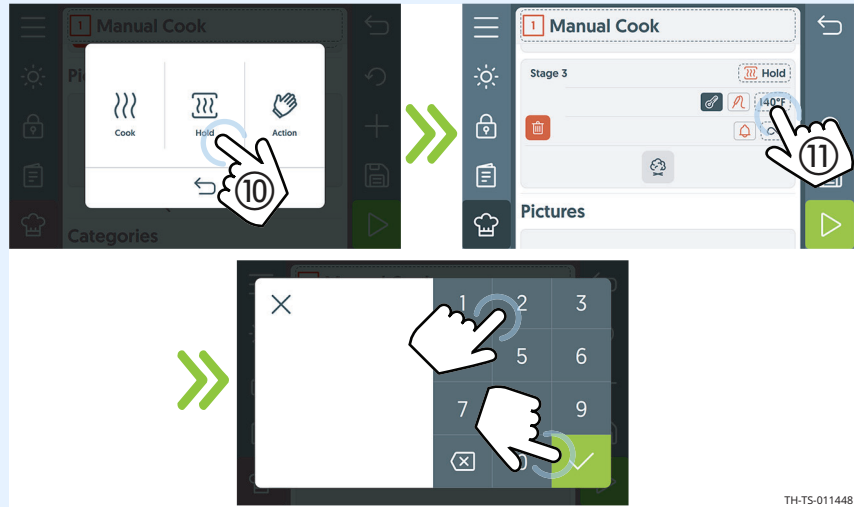 1 Manual Cook
Cook
Hold
Action
10
Categories
1 Manual Cook
Stage 3
Hold
140°F
11
Pictures
1 2 3
5 6
7 9
0
TH-TS-011448